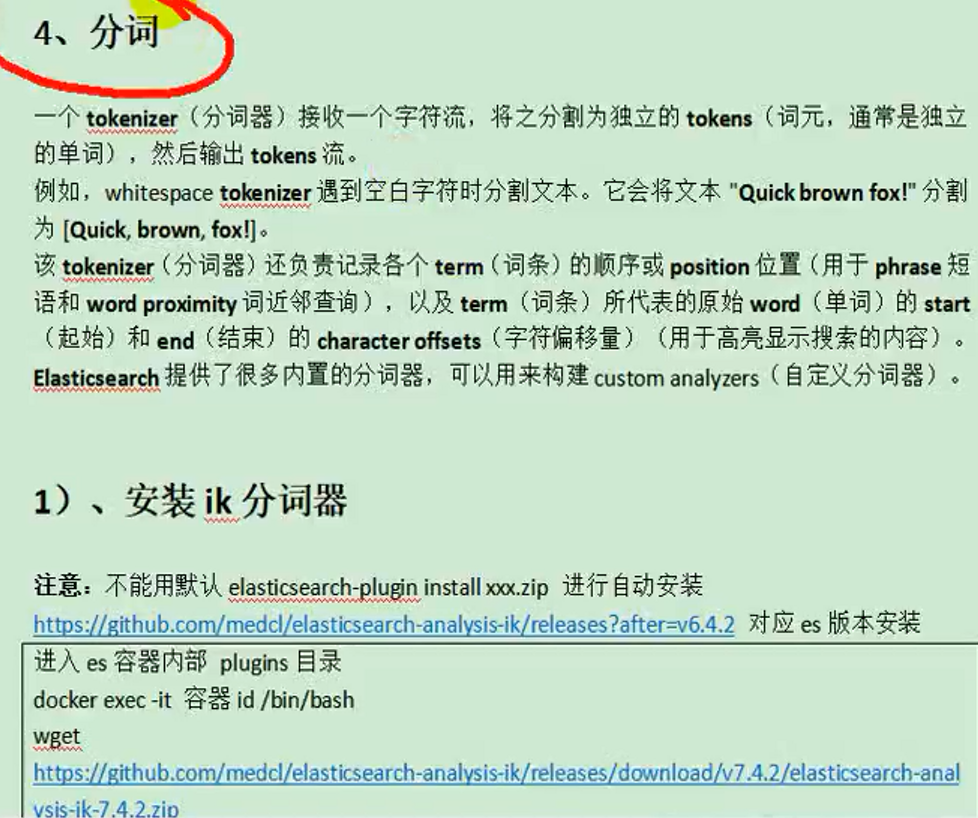 4、分词
一个 tokenizer（分词器）接收一个字符流，将之分割为独立的 tokens（词元，通常是独立
的单词），然后输出 tokens 流。
例如，whitespace tokenizer 遇到空白字符时分割文本。它会将文本 "Quick brown fox!" 分割
为 [Quick, brown, fox!]。
该 tokenizer（分词器）还负责记录各个 term（词条）的顺序或 position 位置（用于 phrase 短
语和 word proximity 词近邻查询），以及 term（词条）所代表的原始 word（单词）的 start
（起始）和 end（结束）的 character offsets（字符偏移量）（用于高亮显示搜索的内容）。
Elasticsearch 提供了很多内置的分词器，可以用来构建 custom analyzers（自定义分词器）。
1）、安装 ik 分词器
注意：不能用默认 elasticsearch-plugin install xxx.zip 进行自动安装
https://github.com/medcl/elasticsearch-analysis-ik/releases?after=v6.4.2 对应 es 版本安装
进入 es 容器内部 plugins 目录
docker exec -it 容器 id /bin/bash
wget
https://github.com/medcl/elasticsearch-analysis-ik/releases/download/v7.4.2/elasticsearch-anal
ysis-ik-7.4.2.zip